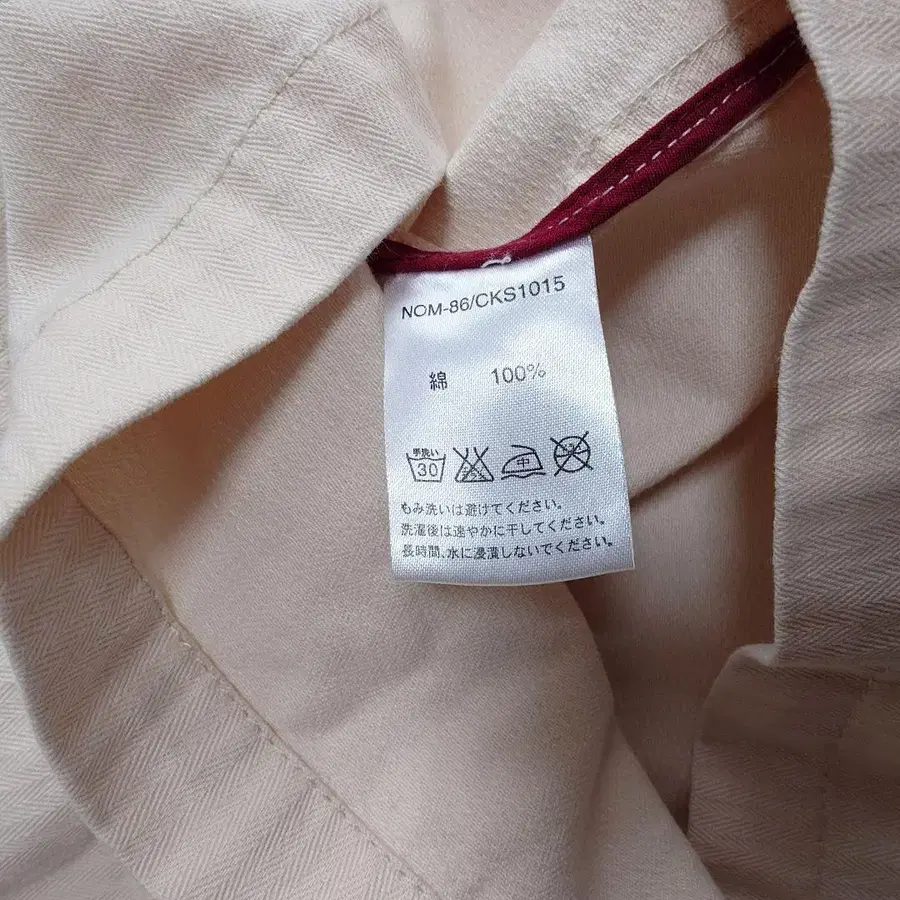 NOM-86/CKS1015
綿 100%
手洗い
30
中
もみ洗いは避けてください。
洗濯後は速やかに干してください。
長時間、水に浸漬しないでください。